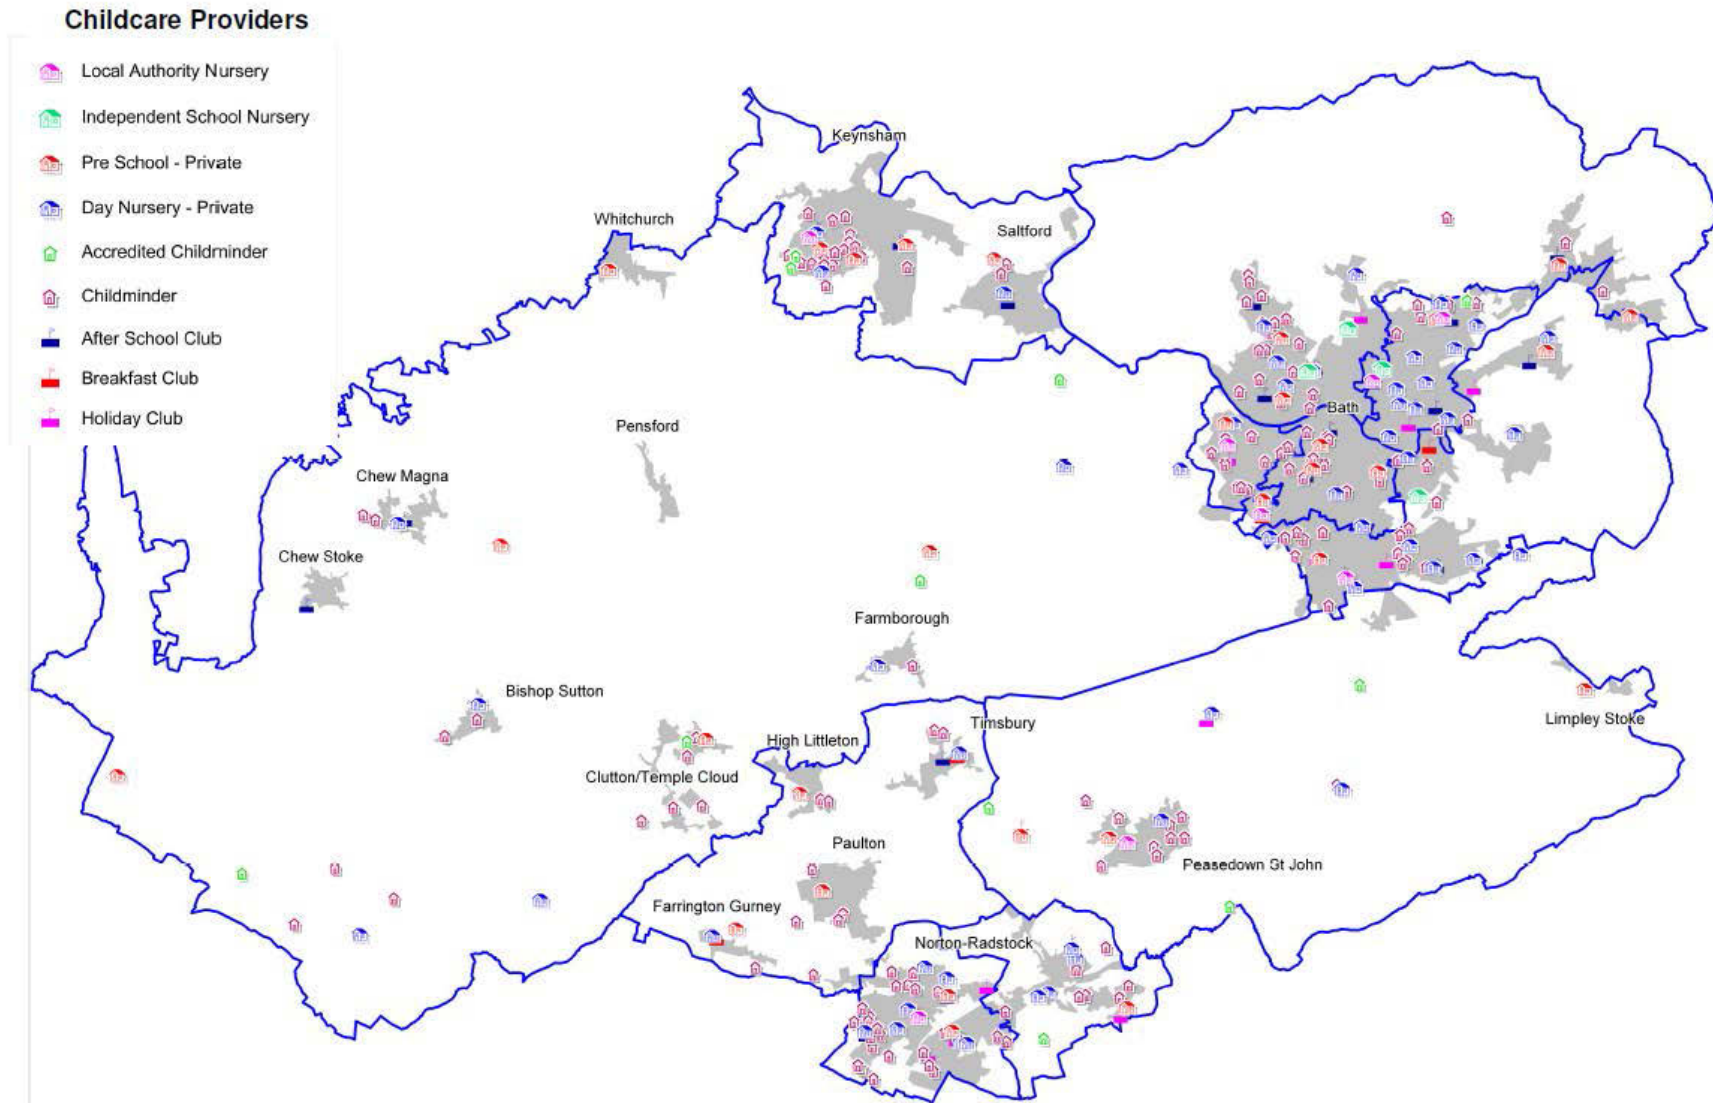 Childcare Providers
Local Authority Nursery
Independent School Nursery
Pre School - Private
Day Nursery - Private
Accredited Childminder
Childminder
After School Club
Breakfast Club
Holiday Club
Keynsham
Whitchurch
Saltford
Bath
Pensford
Chew Magna
Chew Stoke
Farmborough
Bishop Sutton
Limpley Stoke
Timsbury
High Littleton
Clutton/Temple Cloud
Paulton
Peasedown St John
Farrington Gurney
Norton-Radstock